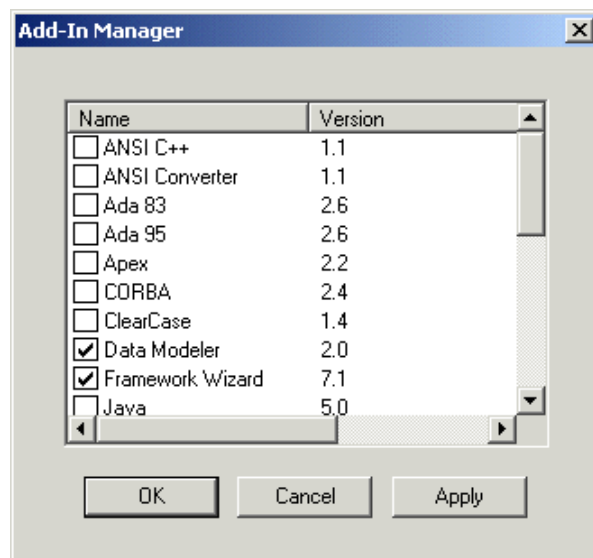 Add-In Manager
Name Version
ANSI C++ 1.1
ANSI Converter 1.1
Ada 83 2.6
Ada 95 2.6
Apex 2.2
CORBA 2.4
ClearCase 1.4
Data Modeler 2.0
Framework Wizard 7.1
Java 5.0
OK Cancel Apply